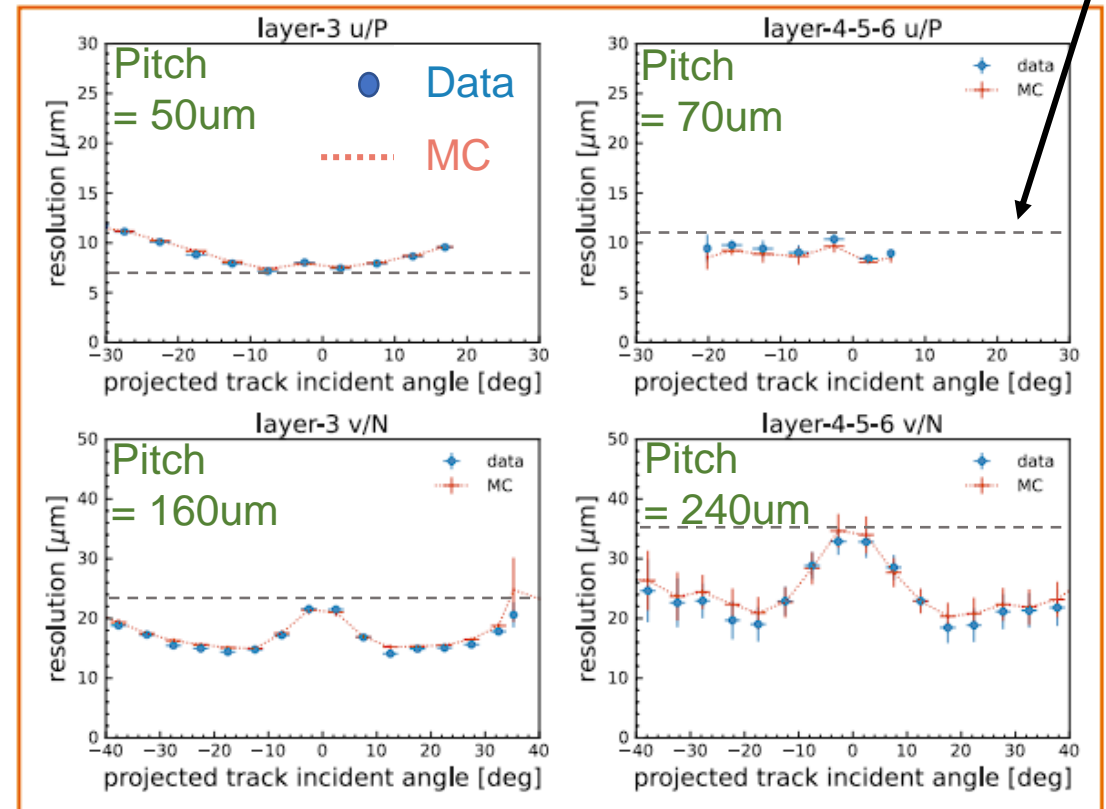 layer-3 u/P
30
25
20
15
10
5
0
resolution [μm]
Pitch
= 50um
Data
MC
−30
−20
−10
0
10
20
30
projected track incident angle [deg]
layer-4-5-6 u/P
30
25
20
15
10
5
0
resolution [μm]
Pitch
= 70um
data
MC
−30
−20
−10
0
10
20
30
projected track incident angle [deg]
layer-3 v/N
50
40
30
20
10
0
resolution [μm]
Pitch
= 160um
data
MC
−40
−30
−20
−10
0
10
20
30
40
projected track incident angle [deg]
layer-4-5-6 v/N
50
40
30
20
10
0
resolution [μm]
Pitch
= 240um
data
MC
−40
−30
−20
−10
0
10
20
30
40
projected track incident angle [deg]